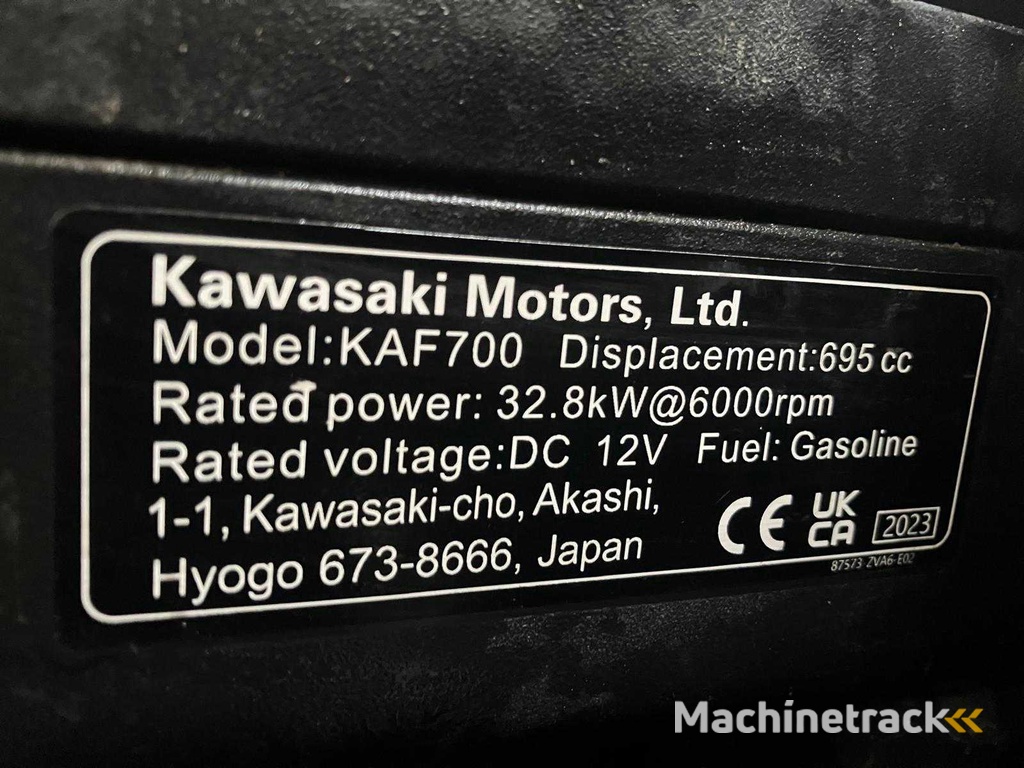 Kawasaki Motors, Ltd.
Model:KAF700 Displacement:695 cc
Rated power: 32.8kW@6000rpm
Rated voltage:DC 12V Fuel: Gasoline
1-1, Kawasaki-cho, Akashi,
Hyogo 673-8666, Japan
CE UK CA 2023
87573 ZVA6-E02
Machinetrack